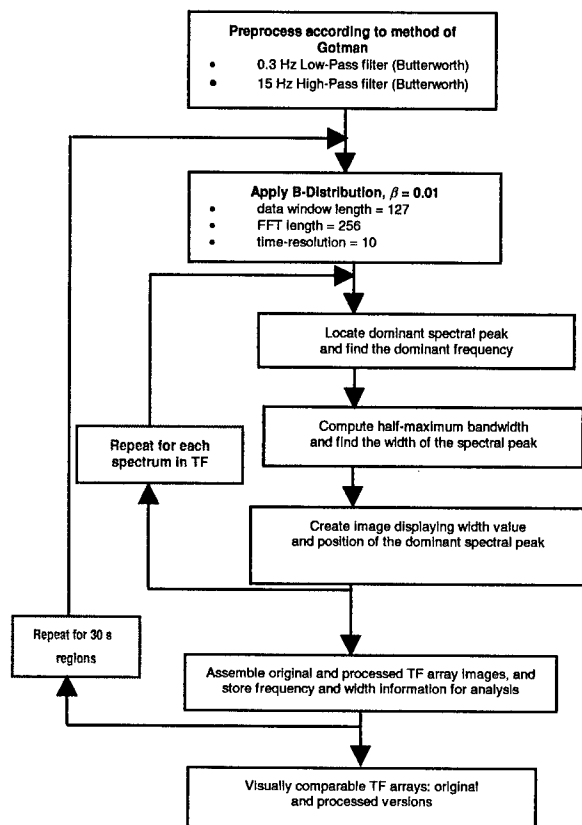 Preprocess according to method of
Gotman
• 0.3 Hz Low-Pass filter (Butterworth)
• 15 Hz High-Pass filter (Butterworth)
Apply B-Distribution, β = 0.01
• data window length = 127
• FFT length = 256
• time-resolution = 10
Locate dominant spectral peak
and find the dominant frequency
Compute half-maximum bandwidth
and find the width of the spectral peak
Repeat for each
spectrum in TF
Create image displaying width value
and position of the dominant spectral peak
Repeat for 30 s
regions
Assemble original and processed TF array images, and
store frequency and width information for analysis
Visually comparable TF arrays: original
and processed versions